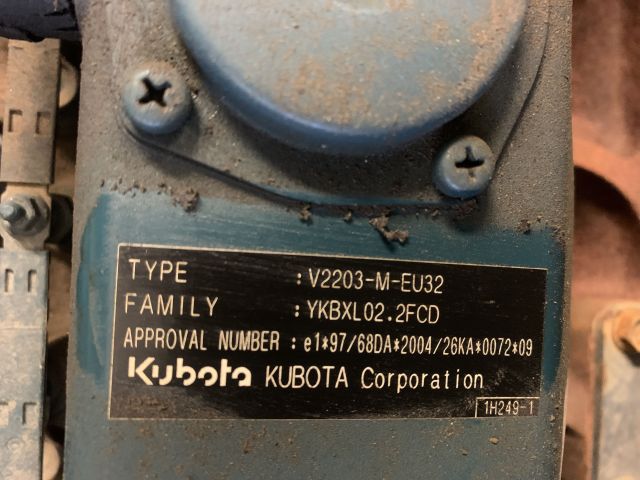 TYPE : V2203-M-EU32
FAMILY : YKBXL02.2FCD
APPROVAL NUMBER : e1*97/68DA*2004/26KA*0072*09
Kubota KUBOTA Corporation
1H249-1